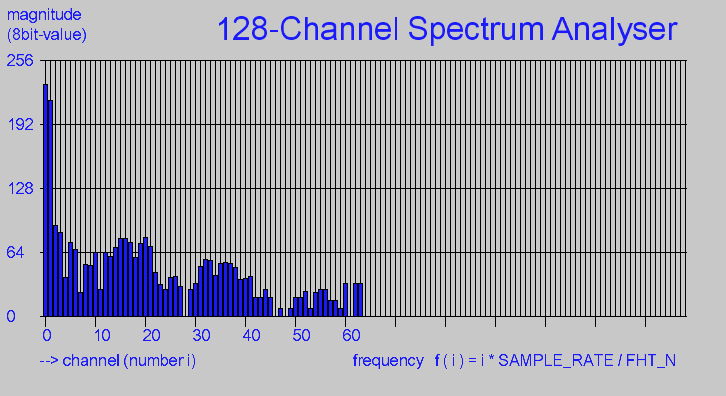 magnitude
(8bit-value)
128-Channel Spectrum Analyser
256
192
128
64
0
0 10 20 30 40 50 60
--> channel (number i) frequency f ( i ) = i * SAMPLE_RATE / FHT_N